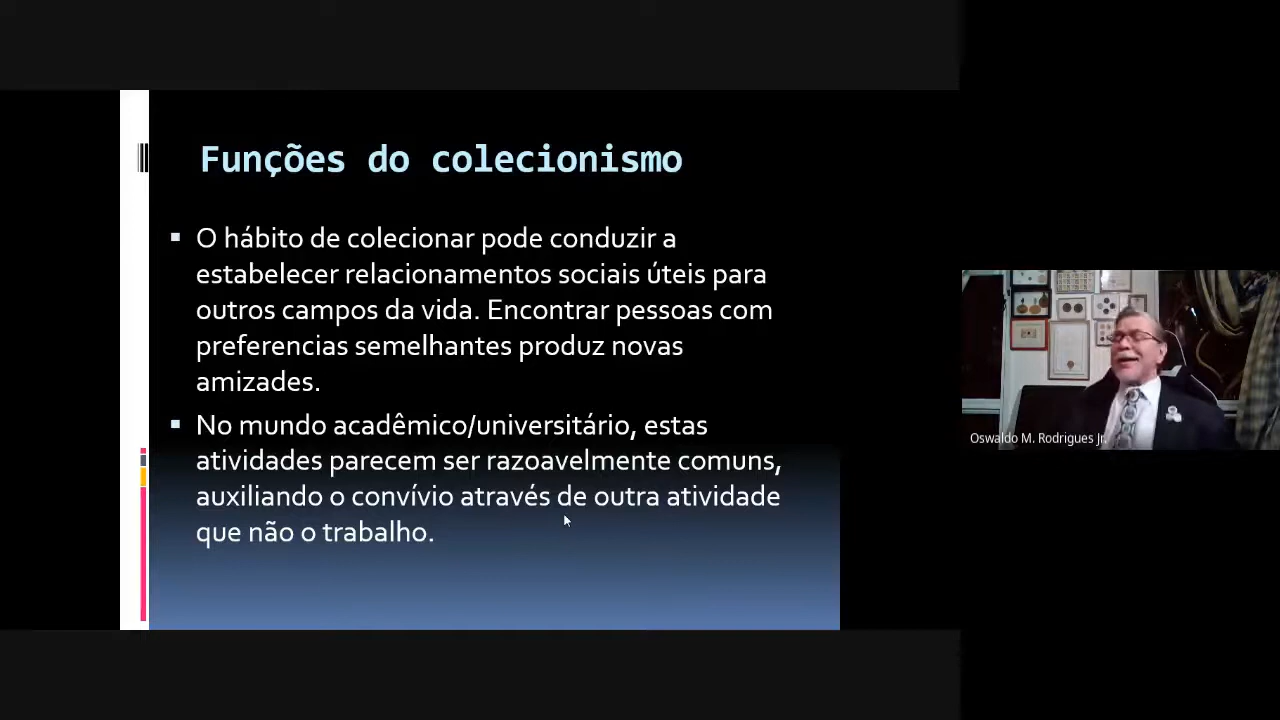 Funções do colecionismo
O hábito de colecionar pode conduzir a
estabelecer relacionamentos sociais úteis para
outros campos da vida. Encontrar pessoas com
preferencias semelhantes produz novas
amizades.
No mundo acadêmico/universitário, estas
atividades parecem ser razoavelmente comuns,
auxiliando o convívio através de outra atividade
que não o trabalho.
Oswaldo M. Rodrigues Jr.